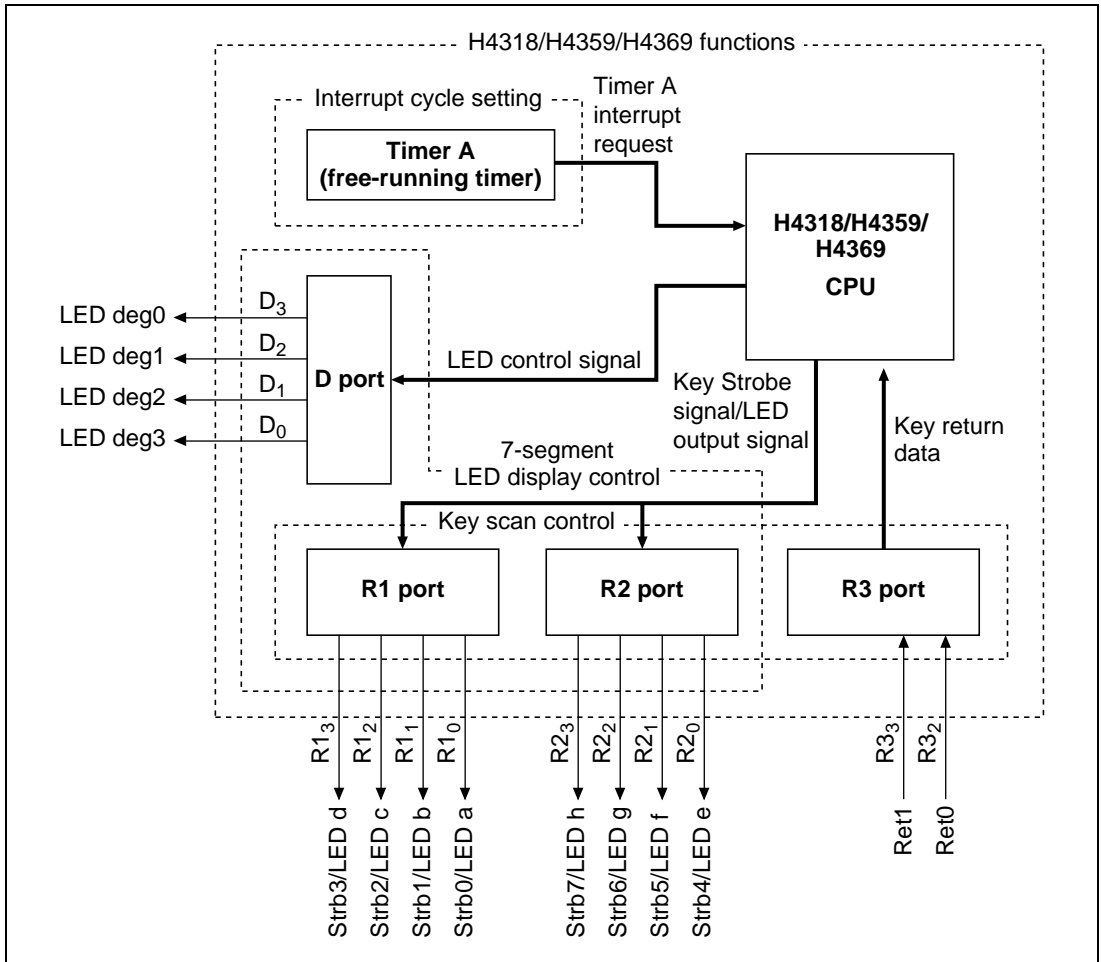 H4318/H4359/H4369 functions
Interrupt cycle setting
Timer A
(free-running timer)
Timer A
interrupt
request
H4318/H4359/
H4369
CPU
LED deg0
LED deg1
LED deg2
LED deg3
D₃
D₂
D₁
D₀
D port
LED control signal
Key Strobe
signal/LED
output signal
Key return
data
7-segment
LED display control
Key scan control
R1 port
R2 port
R3 port
R1₃
R1₂
R1₁
R1₀
R2₃
R2₂
R2₁
R2₀
R3₃
R3₂
Strb3/LED d
Strb2/LED c
Strb1/LED b
Strb0/LED a
Strb7/LED h
Strb6/LED g
Strb5/LED f
Strb4/LED e
Ret1
Ret0